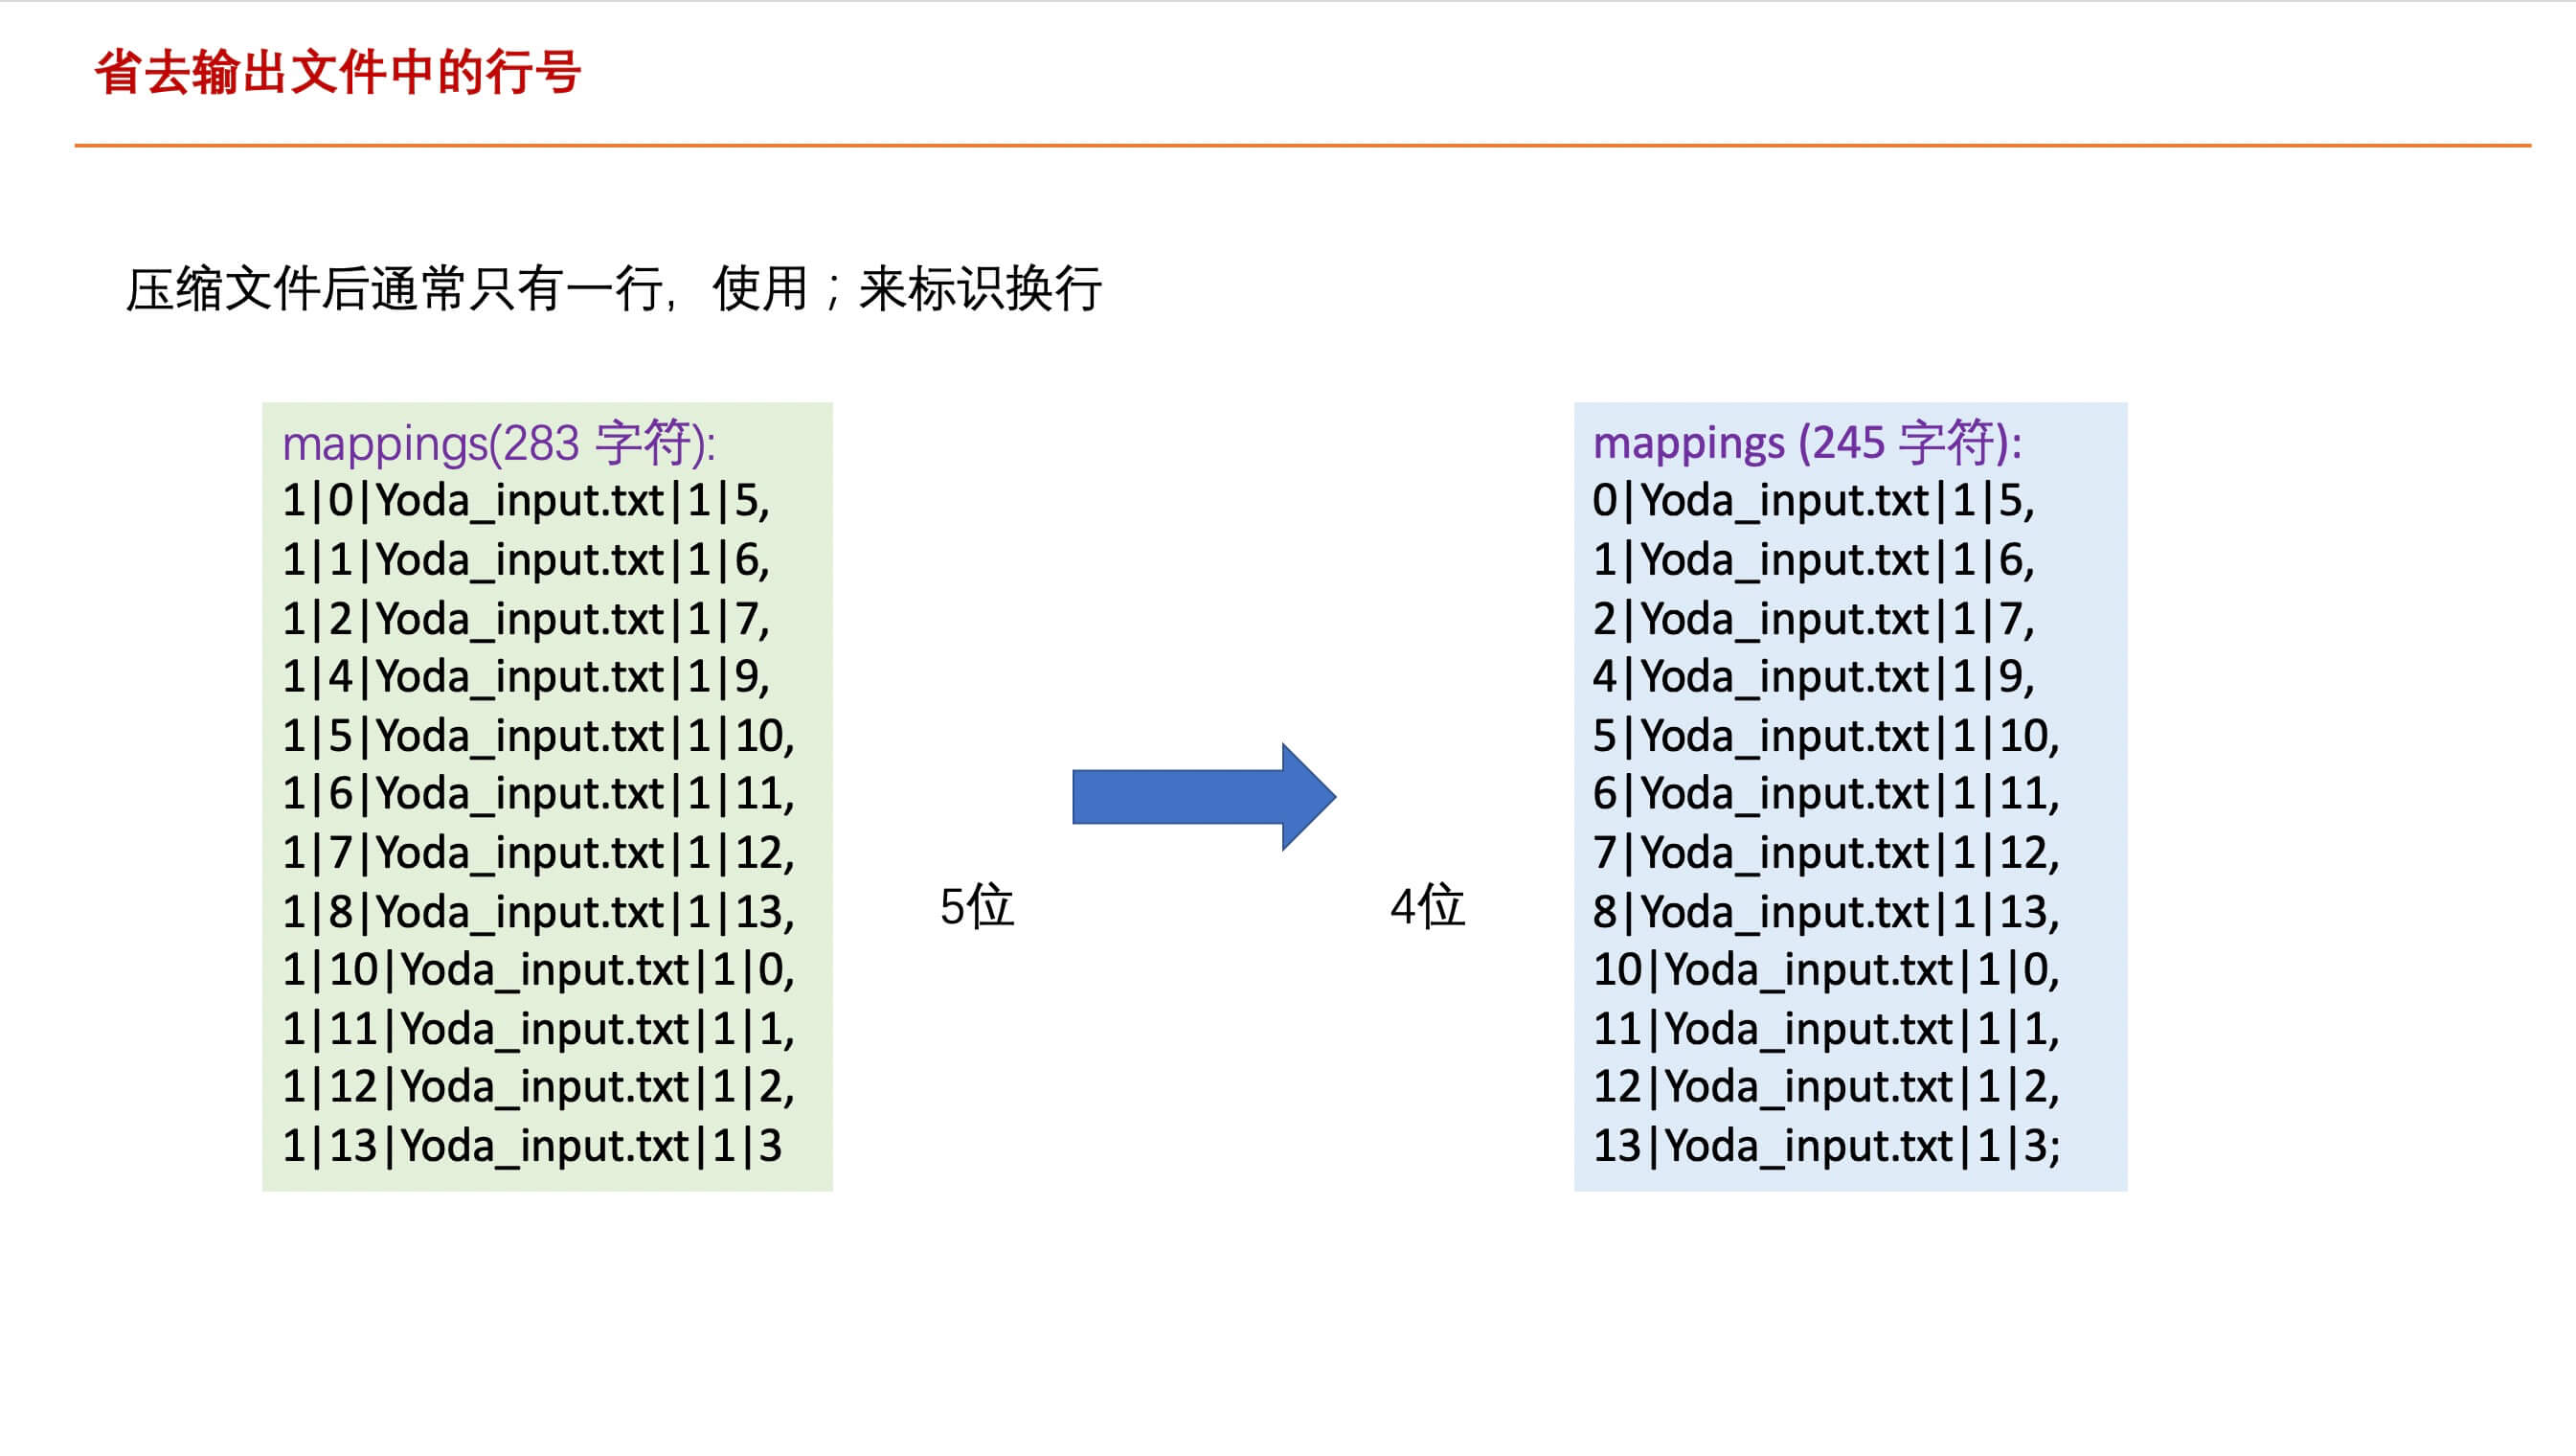 省去输出文件中的行号
压缩文件后通常只有一行，使用；来标识换行
mappings(283 字符):
1|0|Yoda_input.txt|1|5,
1|1|Yoda_input.txt|1|6,
1|2|Yoda_input.txt|1|7,
1|4|Yoda_input.txt|1|9,
1|5|Yoda_input.txt|1|10,
1|6|Yoda_input.txt|1|11,
1|7|Yoda_input.txt|1|12,
1|8|Yoda_input.txt|1|13,
1|10|Yoda_input.txt|1|0,
1|11|Yoda_input.txt|1|1,
1|12|Yoda_input.txt|1|2,
1|13|Yoda_input.txt|1|3
5位
4位
mappings (245 字符):
0|Yoda_input.txt|1|5,
1|Yoda_input.txt|1|6,
2|Yoda_input.txt|1|7,
4|Yoda_input.txt|1|9,
5|Yoda_input.txt|1|10,
6|Yoda_input.txt|1|11,
7|Yoda_input.txt|1|12,
8|Yoda_input.txt|1|13,
10|Yoda_input.txt|1|0,
11|Yoda_input.txt|1|1,
12|Yoda_input.txt|1|2,
13|Yoda_input.txt|1|3;